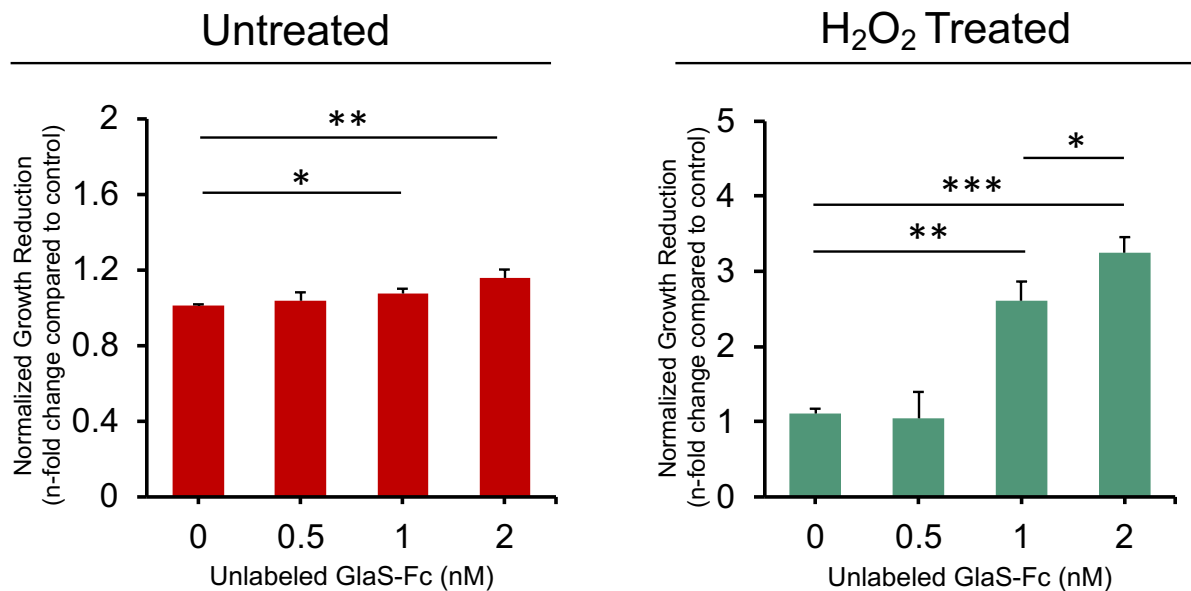 Untreated
Normalized Growth Reduction
(n-fold change compared to control)
2
1.6
1.2
0.8
0.4
0
**
*
0 0.5 1 2
Unlabeled GlaS-Fc (nM)
H₂O₂ Treated
Normalized Growth Reduction
(n-fold change compared to control)
5
4
3
2
1
0
*
***
**
0 0.5 1 2
Unlabeled GlaS-Fc (nM)